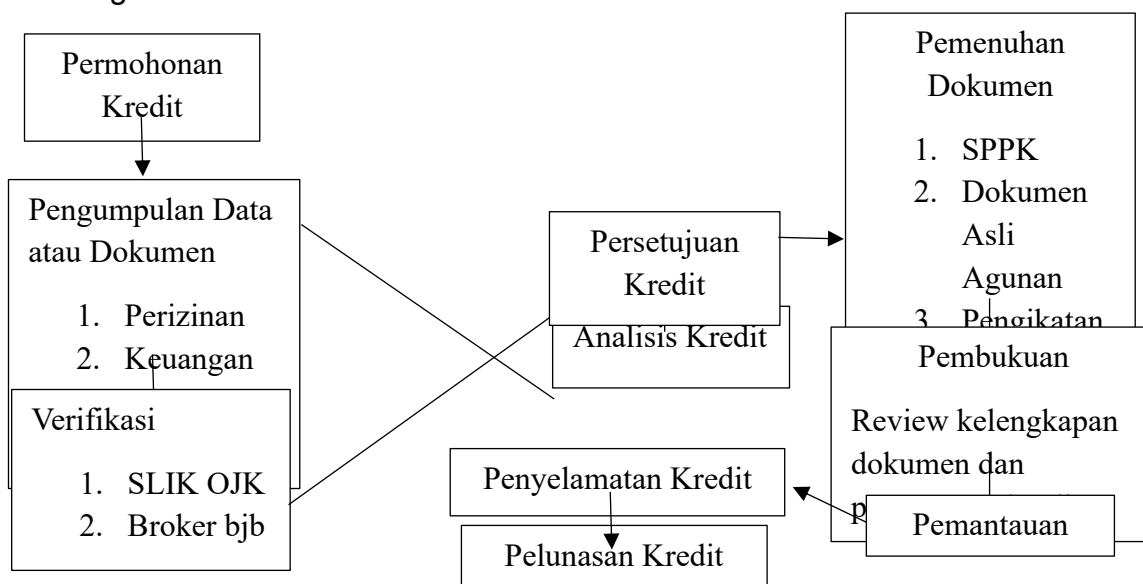 Permohonan
Kredit
Pengumpulan Data
atau Dokumen
1. Perizinan
2. Keuangan
Verifikasi
1. SLIK OJK
2. Broker bjb
Persetujuan
Kredit
Analisis Kredit
Penyelamatan Kredit
Pelunasan Kredit
Pemenuhan
Dokumen
1. SPPK
2. Dokumen
Asli
Agunan
3. Pengikatan
Pembukuan
Review kelengkapan
dokumen dan
Pemantauan